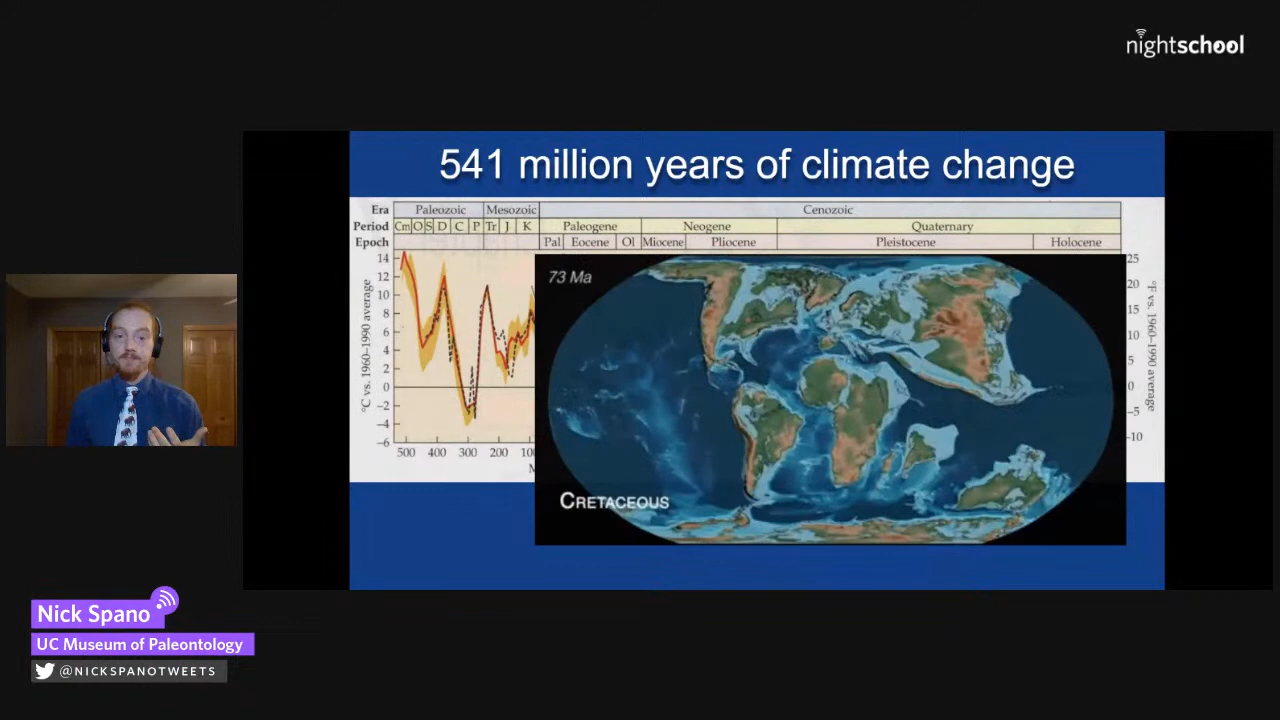 nightschool
541 million years of climate change
Era Paleozoic Mesozoic Cenozoic
Period Cm O S D C P Tr J K Paleogene Neogene Quaternary
Epoch Pal Eocene Ol Miocene Pliocene Pleistocene Holocene
14 25
12 20
10 15
8 10
6 5
4 0
2 -5
0 -10
-2
-4
-6
°C vs. 1960–1990 average
°F vs. 1960–1990 average
500 400 300 200 100
73 Ma
CRETACEOUS
Nick Spano
UC Museum of Paleontology
@NICKSPANOTWEETS